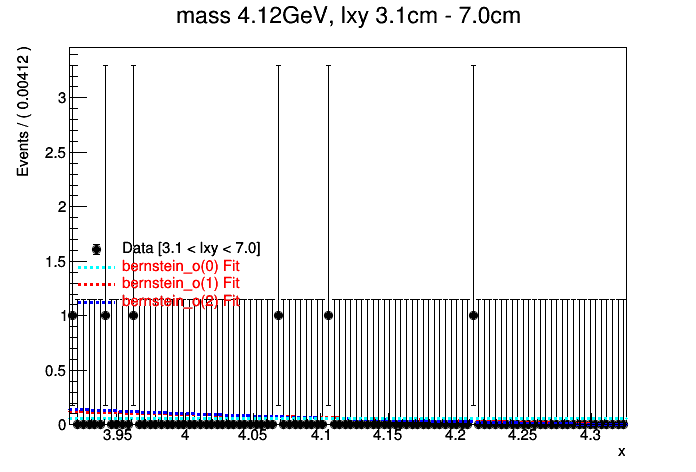 mass 4.12GeV, lxy 3.1cm - 7.0cm
Events / ( 0.00412 )
3
2.5
2
1.5
1
0.5
0
Data [3.1 < lxy < 7.0]
bernstein_o(0) Fit
bernstein_o(1) Fit
bernstein_o(2) Fit
3.95 4 4.05 4.1 4.15 4.2 4.25 4.3
x